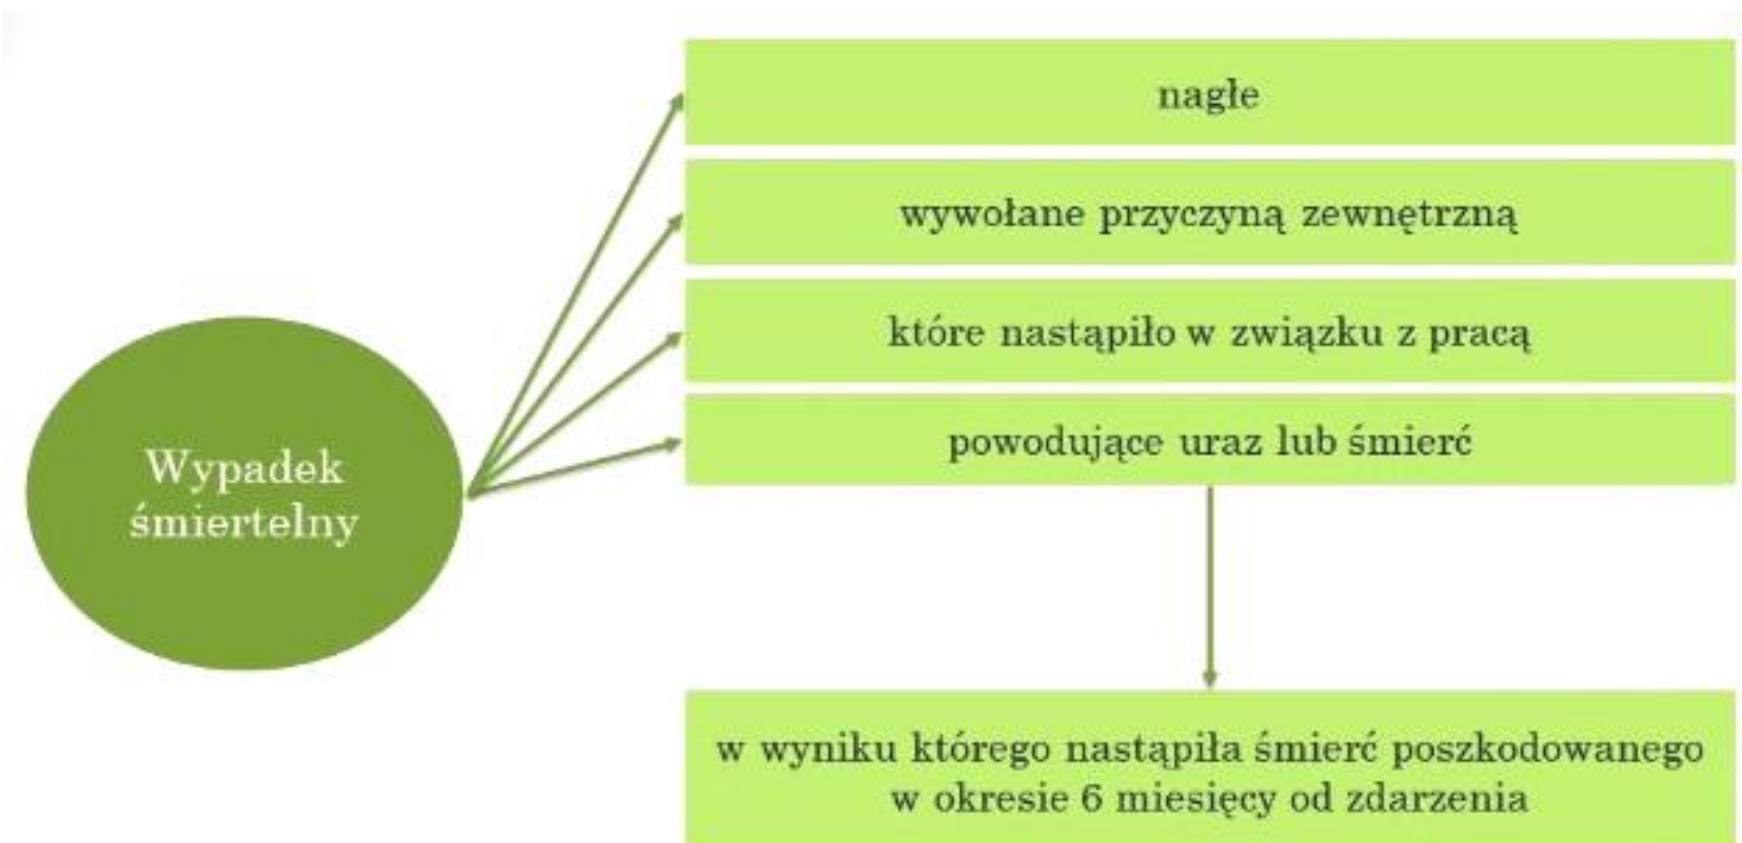 nagłe
wywołane przyczyną zewnętrzną
które nastąpiło w związku z pracą
powodujące uraz lub śmierć
Wypadek
śmiertelny
w wyniku którego nastąpiła śmierć poszkodowanego
w okresie 6 miesięcy od zdarzenia